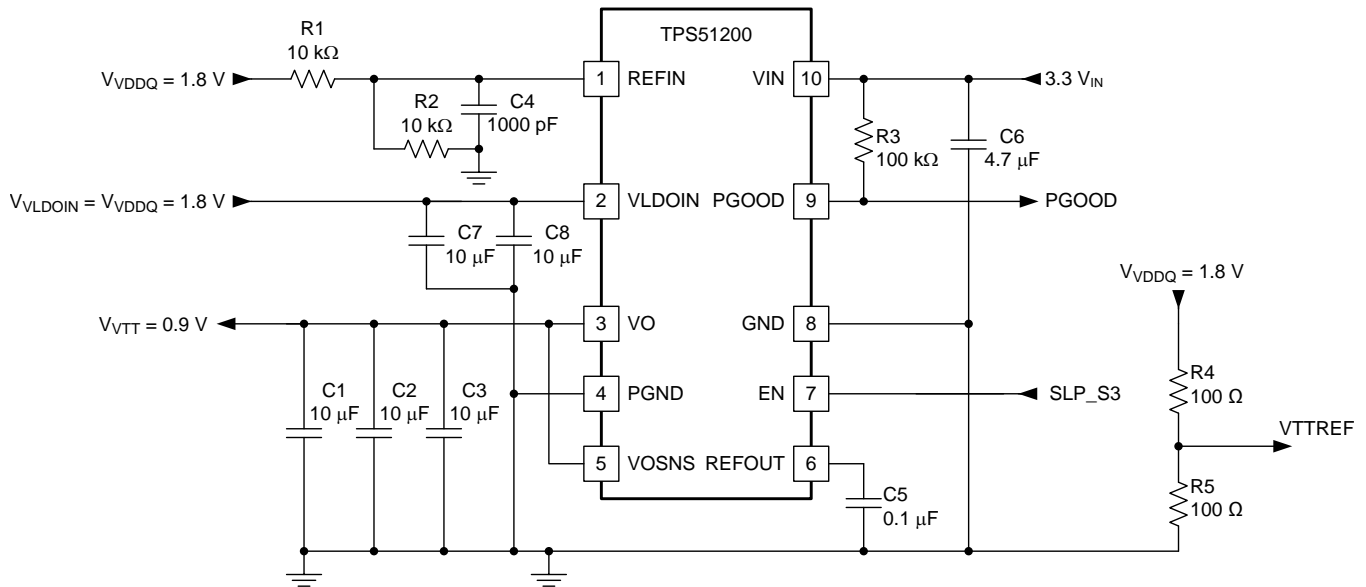 TPS51200
R1
10 kΩ
V_VDDQ = 1.8 V
1
REFIN
VIN
10
3.3 V_IN
R2
10 kΩ
C4
1000 pF
R3
100 kΩ
C6
4.7 µF
V_VLDOIN = V_VDDQ = 1.8 V
2
VLDOIN
PGOOD
9
PGOOD
C7
10 µF
C8
10 µF
V_VDDQ = 1.8 V
V_VTT = 0.9 V
3
VO
GND
8
C1
10 µF
C2
10 µF
C3
10 µF
4
PGND
EN
7
SLP_S3
R4
100 Ω
VTTREF
5
VOSNS
REFOUT
6
C5
0.1 µF
R5
100 Ω